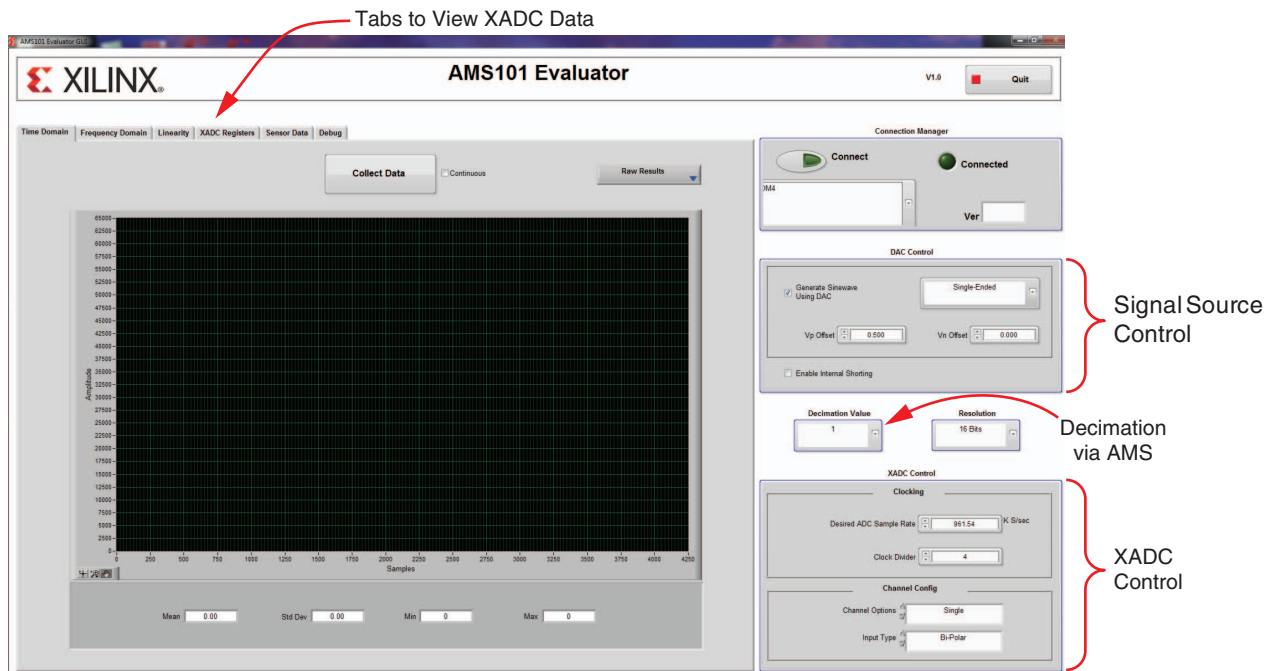 Tabs to View XADC Data
AMS101 Evaluator GUI
XILINX®
AMS101 Evaluator
V1.0
Quit
Time Domain
Frequency Domain
Linearity
XADC Registers
Sensor Data
Debug
Collect Data
Continuous
Raw Results
Amplitude
65000
62500
60000
57500
55000
52500
50000
47500
45000
42500
40000
37500
35000
32500
30000
27500
25000
22500
20000
17500
15000
12500
10000
7500
5000
2500
0
0 250 500 750 1000 1250 1500 1750 2000 2250 2500 2750 3000 3250 3500 3750 4000 4250
Samples
Mean 0.00
Std Dev 0.00
Min 0
Max 0
Connection Manager
Connect
Connected
OM4
Ver
DAC Control
Generate Sinewave
Using DAC
Single-Ended
Vp Offset 0.500
Vn Offset 0.000
Enable Internal Shorting
Signal Source
Control
Decimation Value
1
Resolution
16 Bits
Decimation
via AMS
XADC Control
Clocking
Desired ADC Sample Rate 961.54 K S/sec
Clock Divider 4
Channel Config
Channel Options Single
Input Type Bi-Polar
XADC
Control